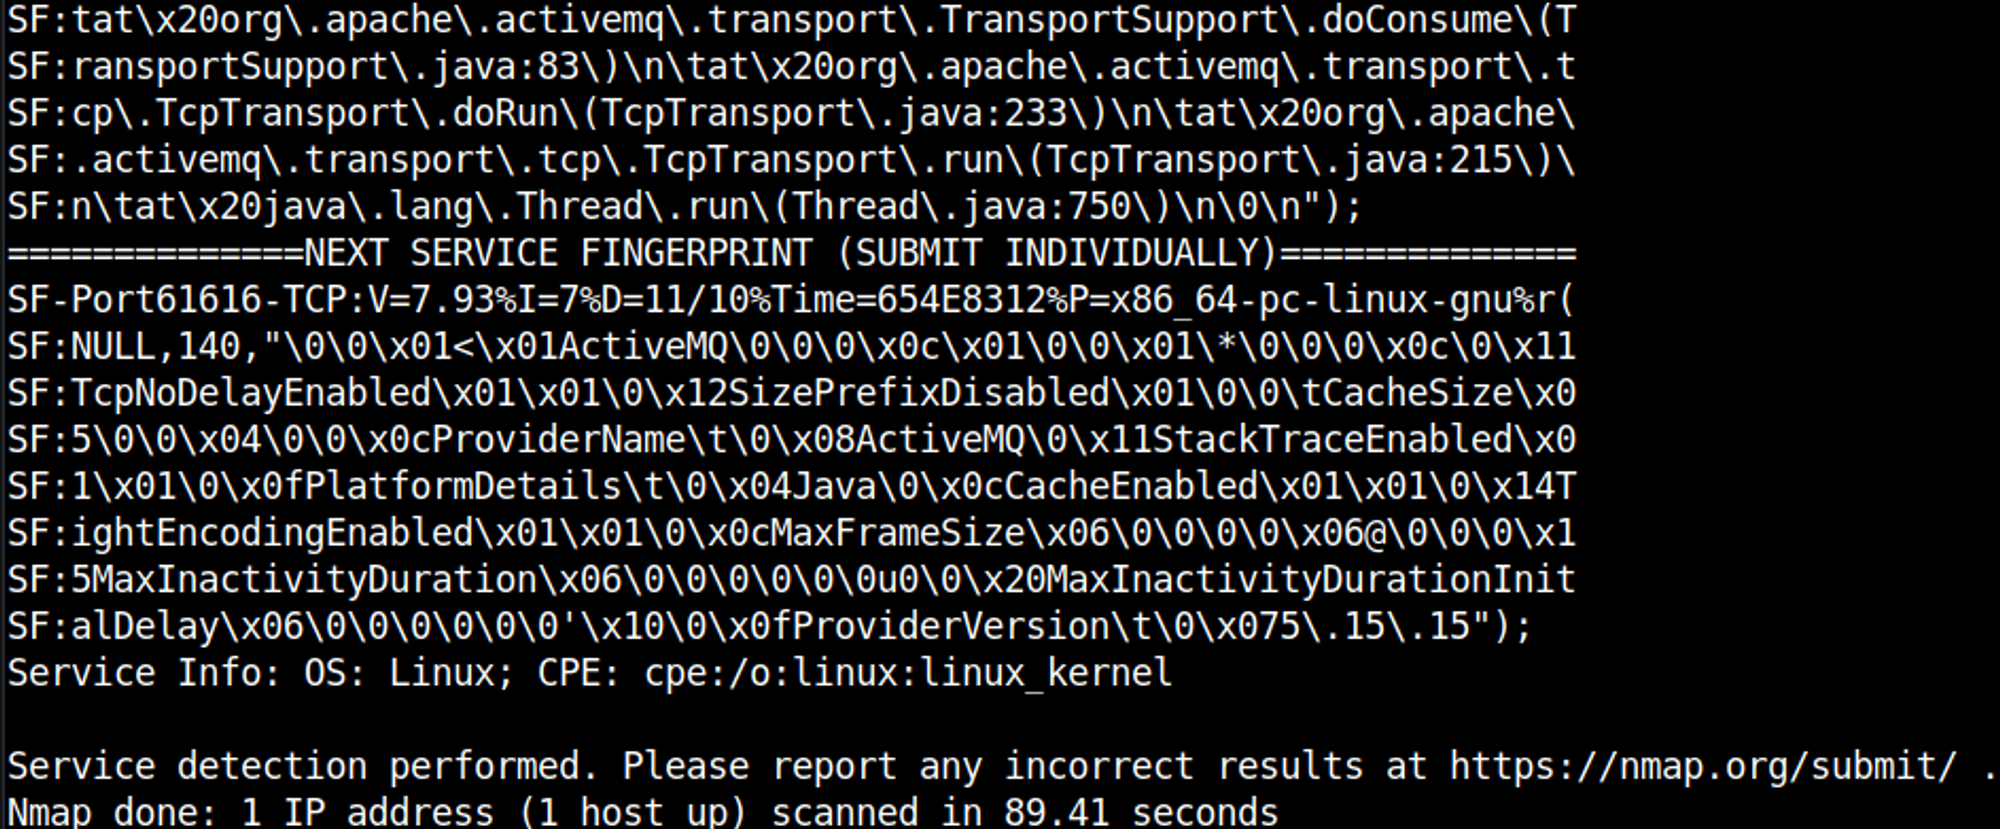 SF:tat\x20org\.apache\.activemq\.transport\.TransportSupport\.doConsume\(T
SF:ransportSupport\.java:83\)\n\tat\x20org\.apache\.activemq\.transport\.t
SF:cp\.TcpTransport\.doRun\(TcpTransport\.java:233\)\n\tat\x20org\.apache\
SF:.activemq\.transport\.tcp\.TcpTransport\.run\(TcpTransport\.java:215\)\
SF:n\tat\x20java\.lang\.Thread\.run\(Thread\.java:750\)\n\0\n");
==============NEXT SERVICE FINGERPRINT (SUBMIT INDIVIDUALLY)==============
SF-Port61616-TCP:V=7.93%I=7%D=11/10%Time=654E8312%P=x86_64-pc-linux-gnu%r(
SF:NULL,140,"\0\0\x01<\x01ActiveMQ\0\0\0\x0c\x01\0\0\x01\*\0\0\0\x0c\0\x11
SF:TcpNoDelayEnabled\x01\x01\0\x12SizePrefixDisabled\x01\0\0\tCacheSize\x0
SF:5\0\0\x04\0\0\x0cProviderName\t\0\x08ActiveMQ\0\x11StackTraceEnabled\x0
SF:1\x01\0\x0fPlatformDetails\t\0\x04Java\0\x0cCacheEnabled\x01\x01\0\x14T
SF:ightEncodingEnabled\x01\x01\0\x0cMaxFrameSize\x06\0\0\0\0\x06@\0\0\0\x1
SF:5MaxInactivityDuration\x06\0\0\0\0\0\0u0\0\x20MaxInactivityDurationInit
SF:alDelay\x06\0\0\0\0\0\0'\x10\0\x0fProviderVersion\t\0\x075\.15\.15");
Service Info: OS: Linux; CPE: cpe:/o:linux:linux_kernel
Service detection performed. Please report any incorrect results at https://nmap.org/submit/ .
Nmap done: 1 IP address (1 host up) scanned in 89.41 seconds